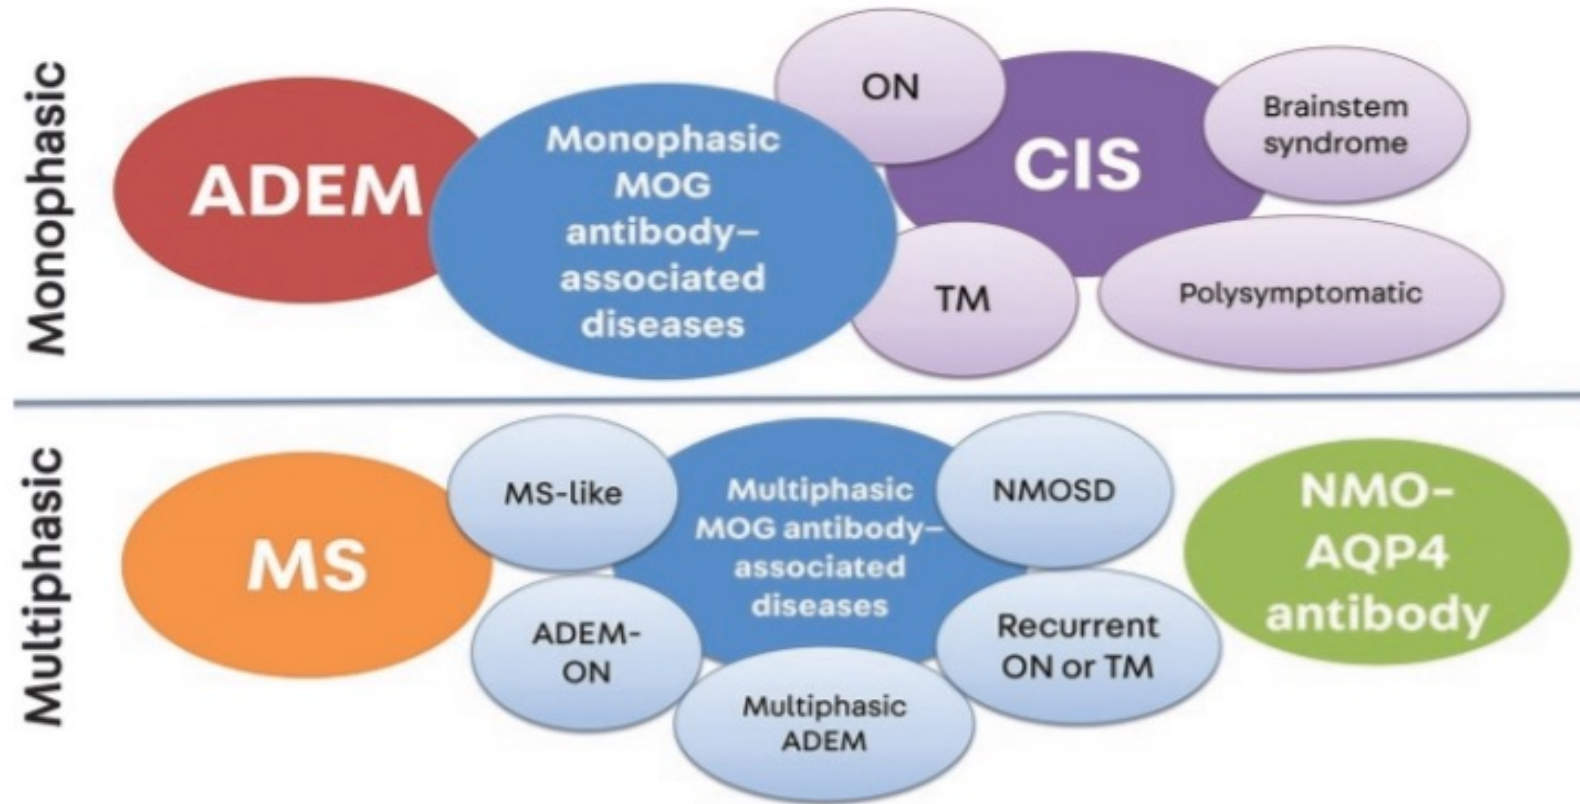 Monophasic
ADEM
Monophasic
MOG
antibody–
associated
diseases
ON
CIS
Brainstem
syndrome
TM
Polysymptomatic
Multiphasic
MS
MS-like
ADEM-
ON
Multiphasic
MOG antibody–
associated
diseases
Multiphasic
ADEM
NMOSD
Recurrent
ON or TM
NMO-
AQP4
antibody